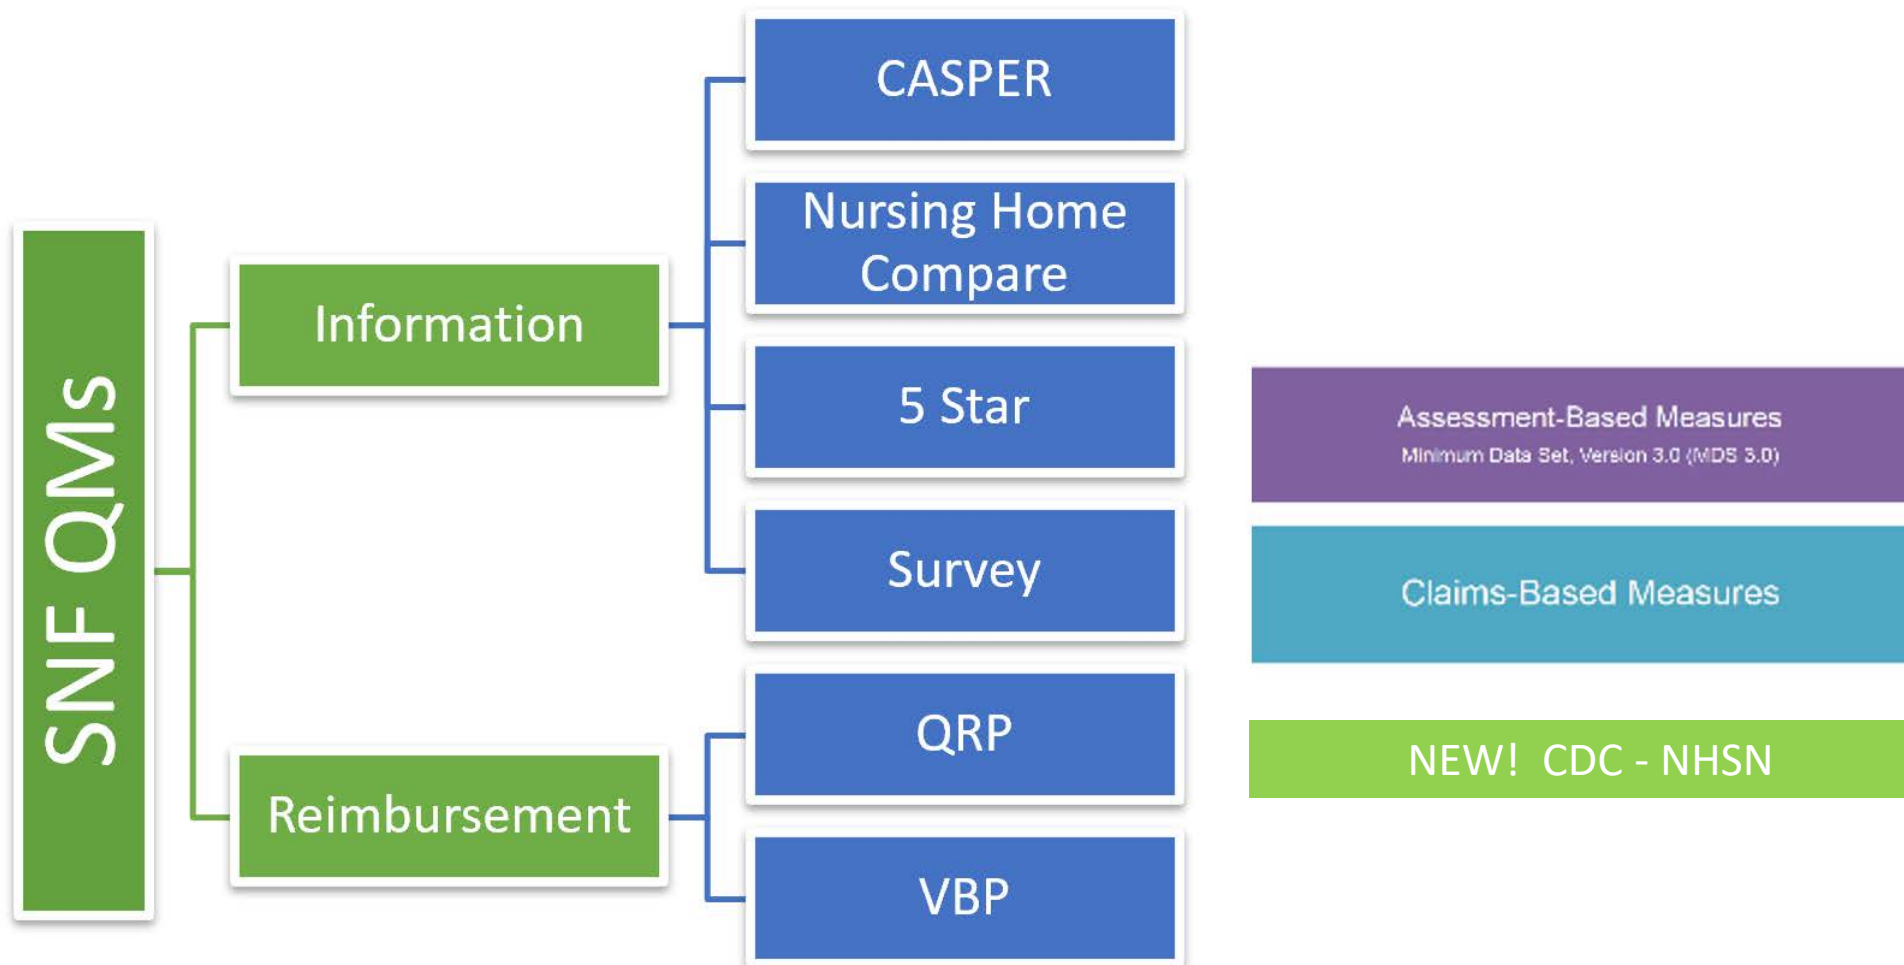 SNF QMs
Information
Reimbursement
CASPER
Nursing Home
Compare
5 Star
Survey
QRP
VBP
Assessment-Based Measures
Minimum Data Set, Version 3.0 (MDS 3.0)
Claims-Based Measures
NEW!  CDC - NHSN